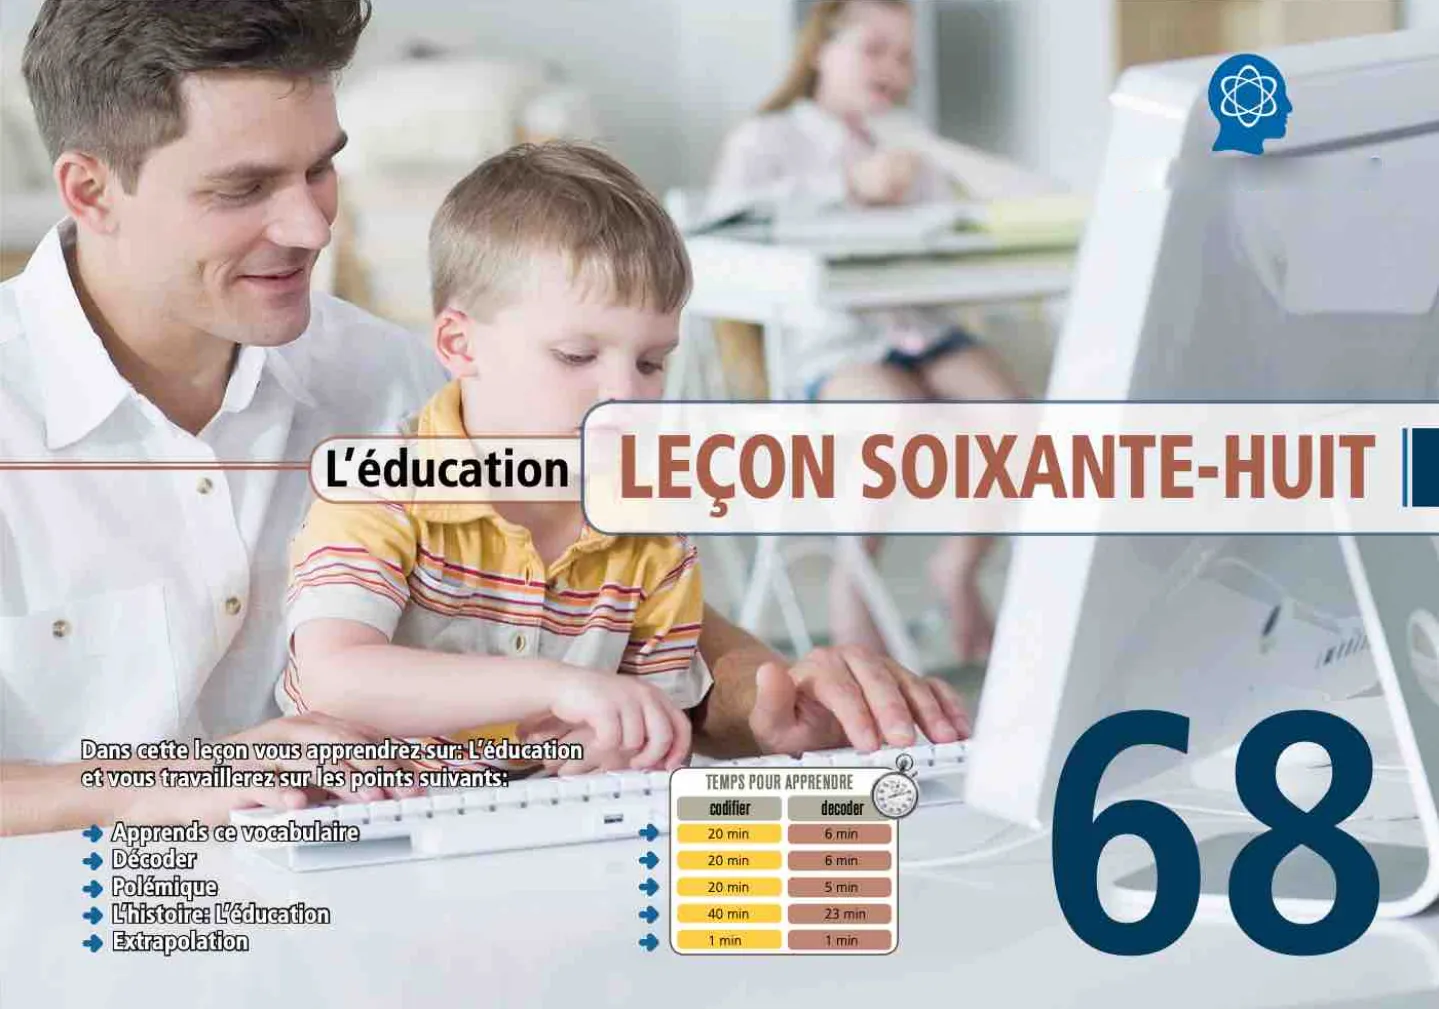 L'éducation
LEÇON SOIXANTE-HUIT
Dans cette leçon vous apprendrez sur: L'éducation
et vous travaillerez sur les points suivants:
Apprends ce vocabulaire
Décoder
Polémique
L'histoire: L'éducation
Extrapolation
TEMPS POUR APPRENDRE
codifier decoder
20 min 6 min
20 min 6 min
20 min 5 min
40 min 23 min
1 min 1 min
68